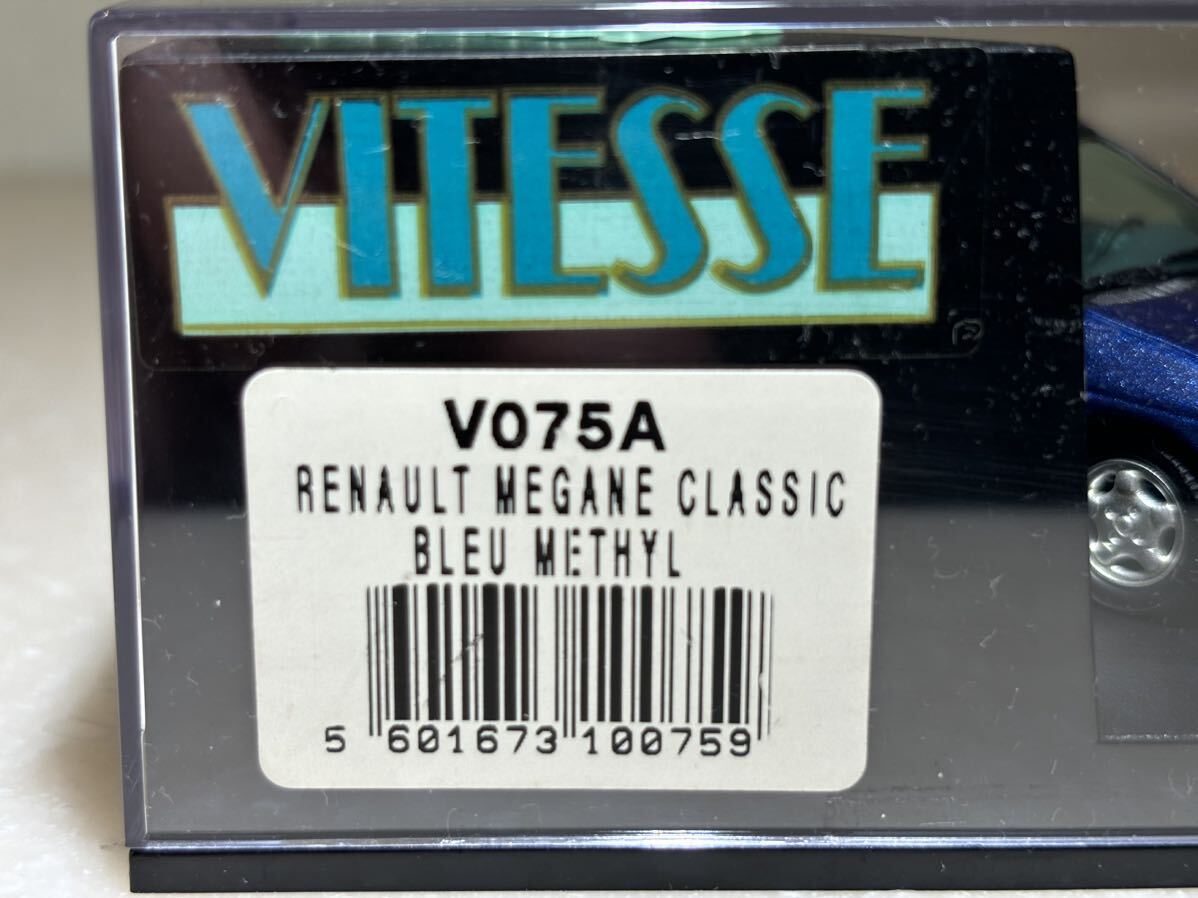 VITESSE
V075A
RENAULT MEGANE CLASSIC
BLEU METHYL
5 601673 100759